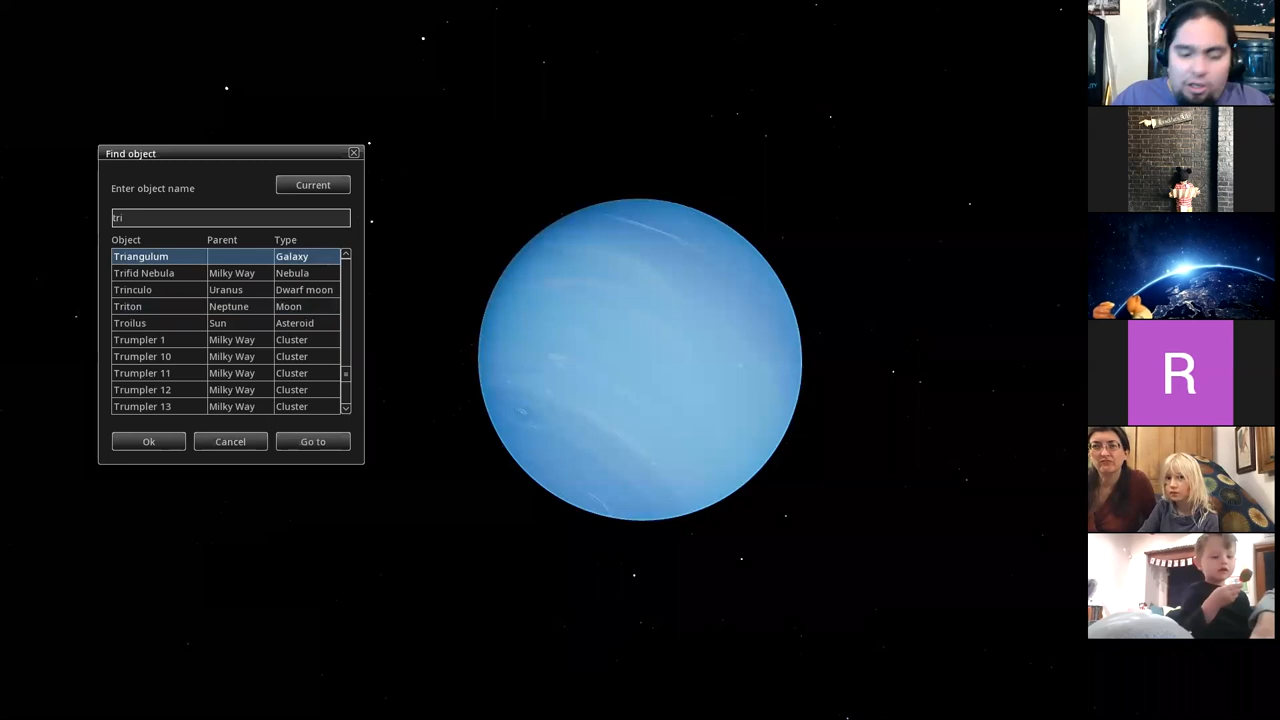 Find object
Enter object name
Current
tri
Object Parent Type
Triangulum Galaxy
Trifid Nebula Milky Way Nebula
Trinculo Uranus Dwarf moon
Triton Neptune Moon
Troilus Sun Asteroid
Trumpler 1 Milky Way Cluster
Trumpler 10 Milky Way Cluster
Trumpler 11 Milky Way Cluster
Trumpler 12 Milky Way Cluster
Trumpler 13 Milky Way Cluster
Ok Cancel Go to
R